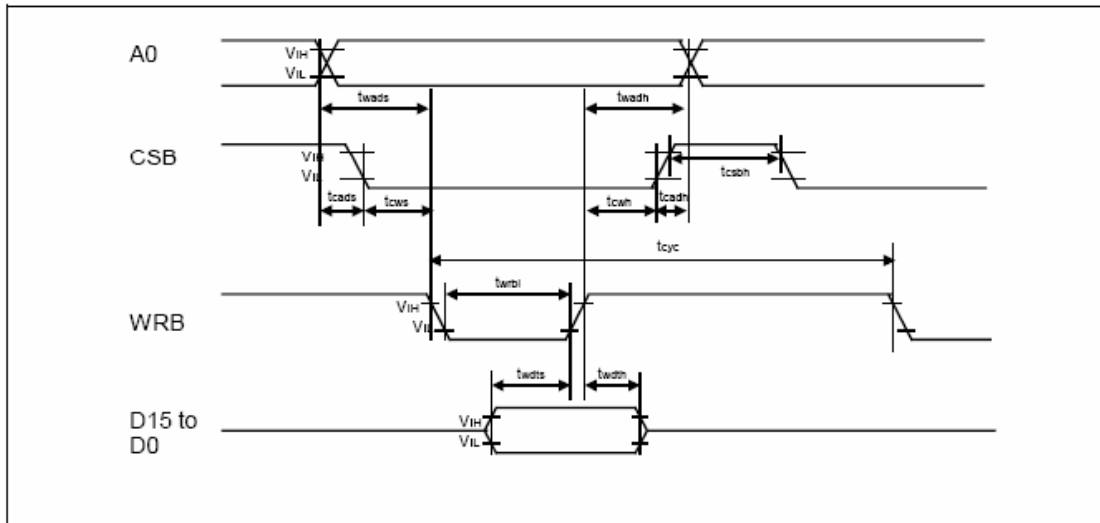 A0
VIH
VIL
twads
twadh
CSB
VIH
VIL
tcsbh
tcads
tcws
tcwh
tcadh
tcyc
twrbl
WRB
VIH
VIL
twdts
twdth
D15 to
D0
VIH
VIL